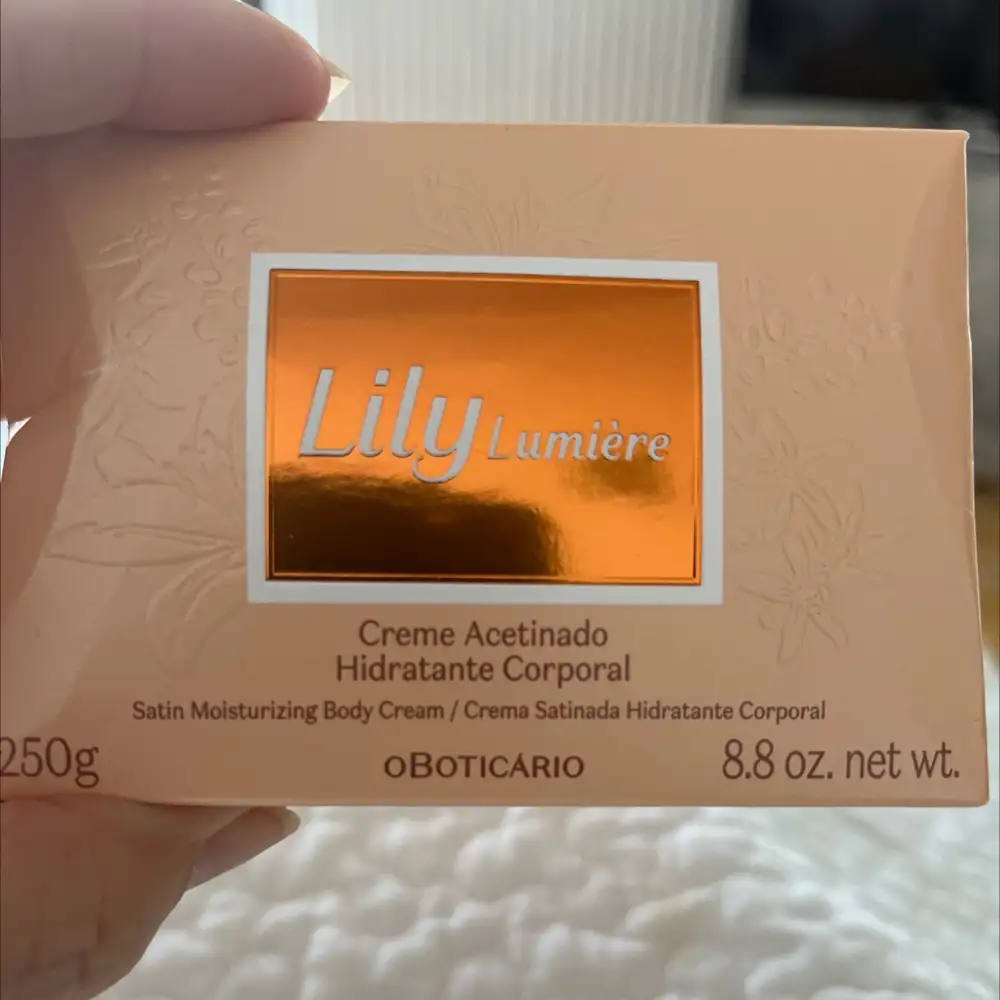 Lily Lumière
Creme Acetinado
Hidratante Corporal
Satin Moisturizing Body Cream / Crema Satinada Hidratante Corporal
250g
oBOTICÁRIO
8.8 oz. net wt.